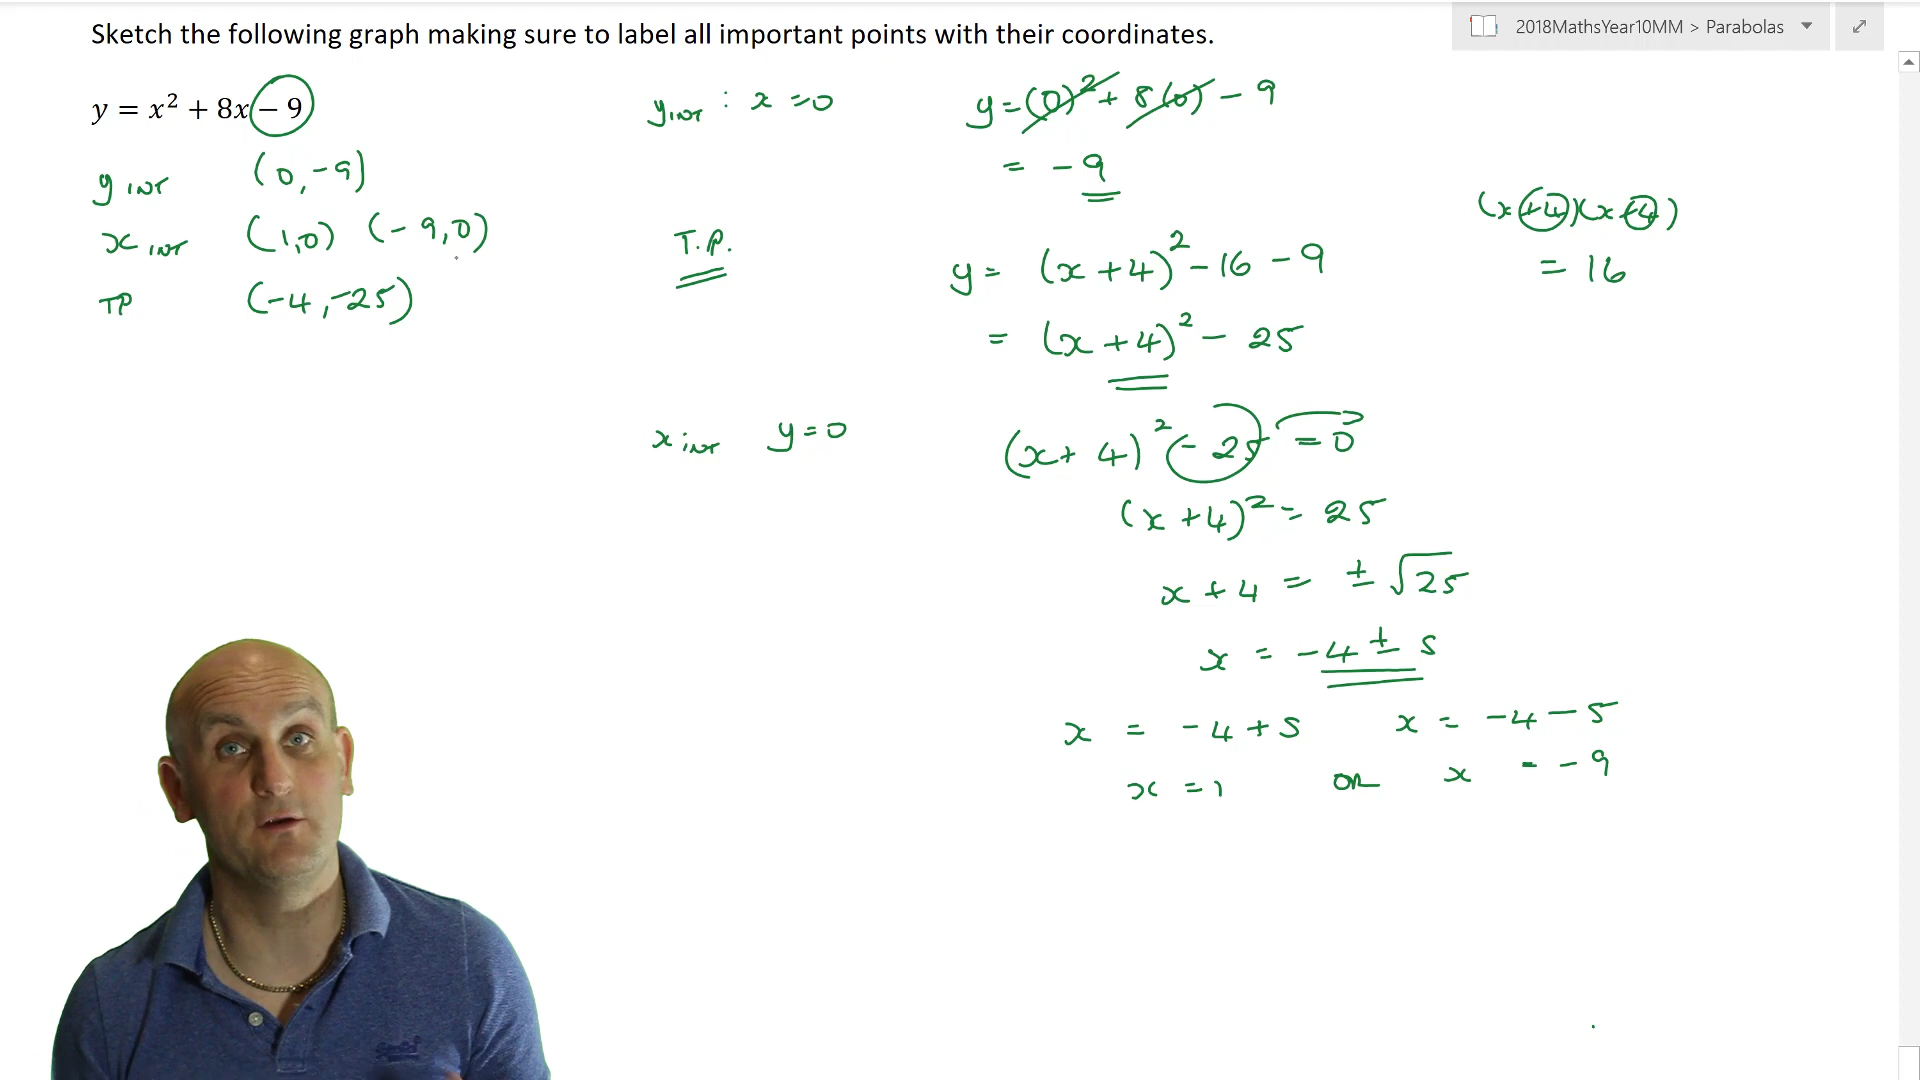 Sketch the following graph making sure to label all important points with their coordinates.
2018MathsYear10MM > Parabolas
y = x² + 8x − 9
y INT (0, -9)
x INT (1,0) (-9,0)
TP (-4, -25)
y INT : x = 0
y = (0)² + 8(0) - 9
= -9
T.P.
y = (x+4)² - 16 - 9
= (x+4)² - 25
(x+4)(x+4)
= 16
x INT y = 0
(x+4)² - 25 = 0
(x+4)² = 25
x + 4 = ± √25
x = -4 ± 5
x = -4 + 5 x = -4 - 5
x = 1 OR x = -9